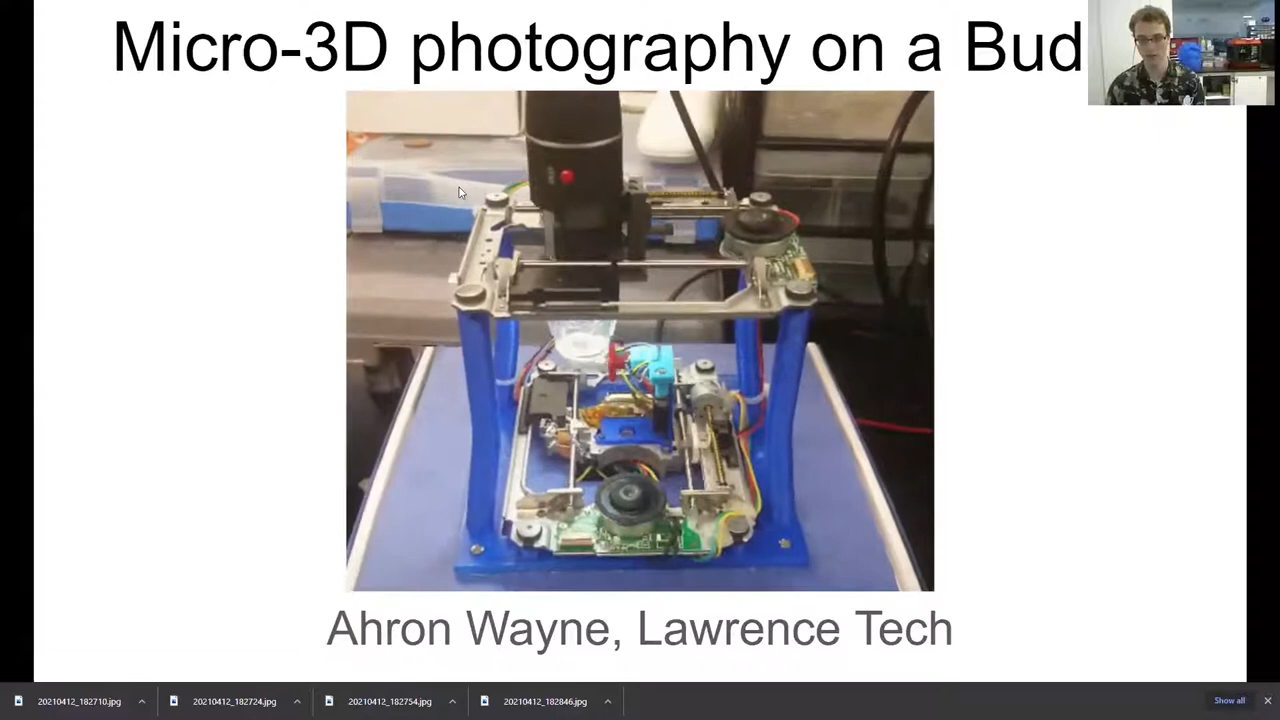 Micro-3D photography on a Bud
Ahron Wayne, Lawrence Tech
20210412_182710.jpg
20210412_182724.jpg
20210412_182754.jpg
20210412_182846.jpg
Show all